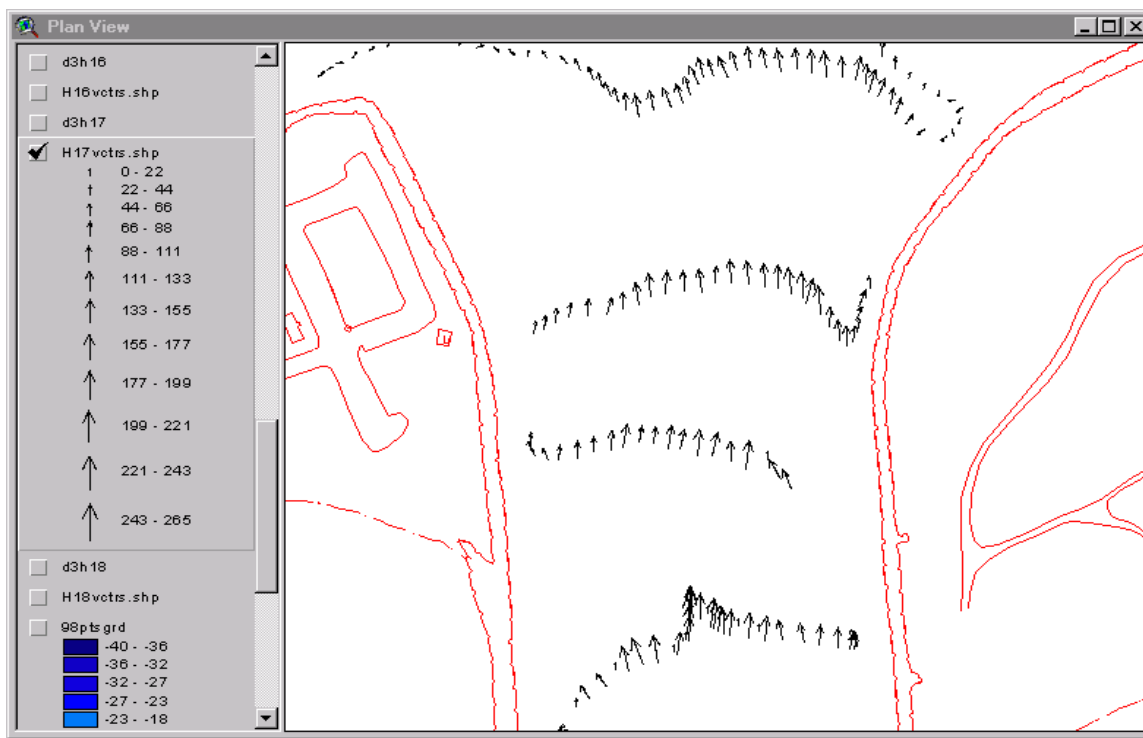 Plan View
d3h16
H16vctrs.shp
d3h17
H17vctrs.shp
0 - 22
22 - 44
44 - 66
66 - 88
88 - 111
111 - 133
133 - 155
155 - 177
177 - 199
199 - 221
221 - 243
243 - 265
d3h18
H18vctrs.shp
98ptsgrd
-40 - -36
-36 - -32
-32 - -27
-27 - -23
-23 - -18